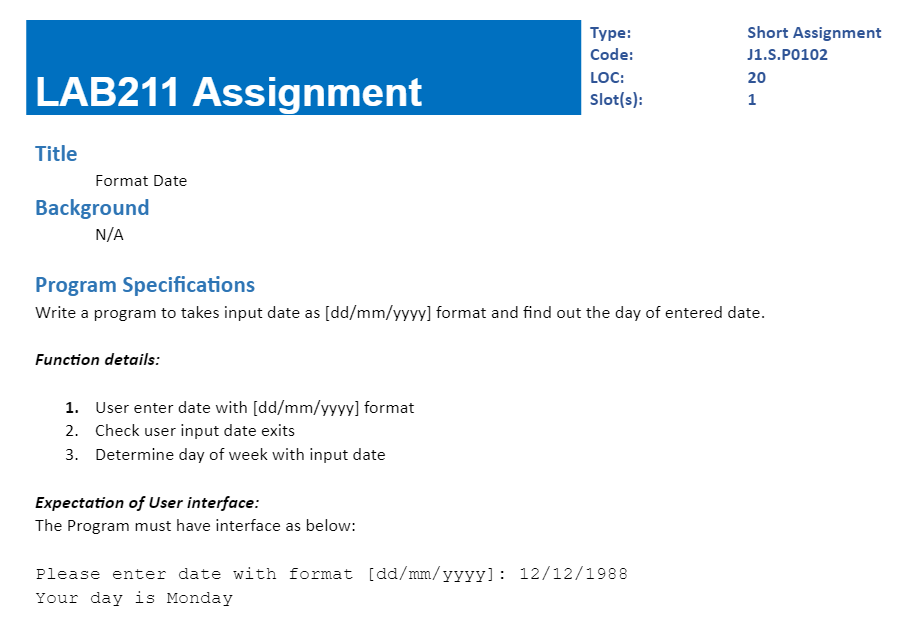 LAB211 Assignment
Type: Short Assignment
Code: J1.S.P0102
LOC: 20
Slot(s): 1
Title
Format Date
Background
N/A
Program Specifications
Write a program to takes input date as [dd/mm/yyyy] format and find out the day of entered date.
Function details:
1. User enter date with [dd/mm/yyyy] format
2. Check user input date exits
3. Determine day of week with input date
Expectation of User interface:
The Program must have interface as below:
Please enter date with format [dd/mm/yyyy]: 12/12/1988
Your day is Monday